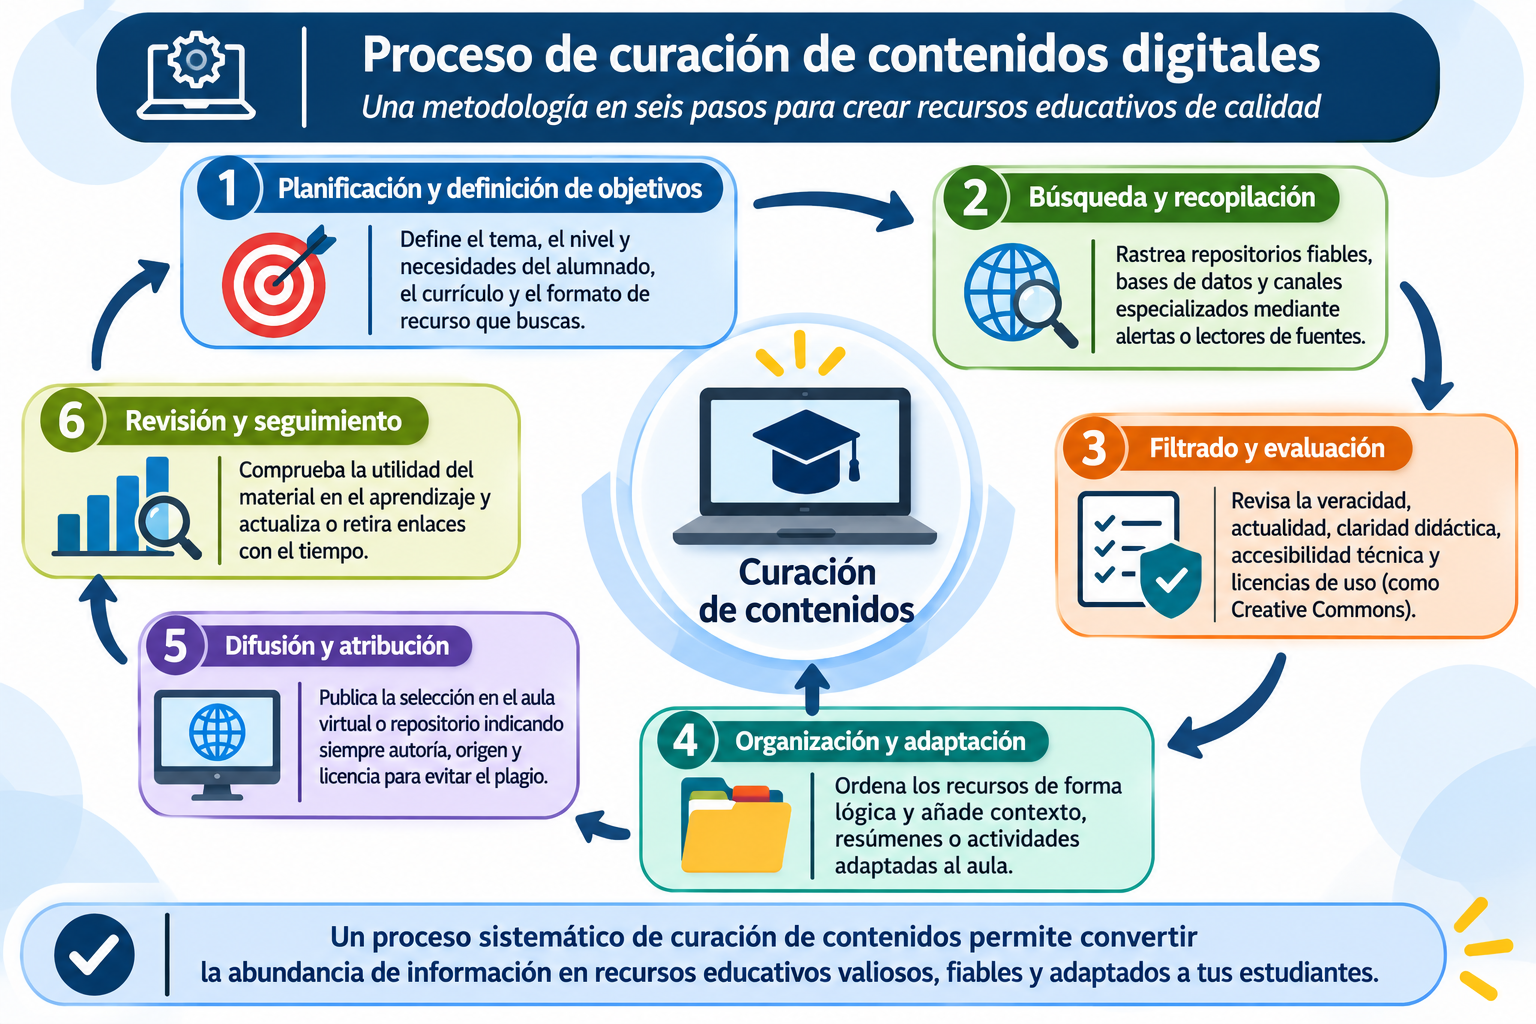 Proceso de curación de contenidos digitales
Una metodología en seis pasos para crear recursos educativos de calidad
1
Planificación y definición de objetivos
Define el tema, el nivel y
necesidades del alumnado,
el currículo y el formato de
recurso que buscas.
2
Búsqueda y recopilación
Rastrea repositorios fiables,
bases de datos y canales
especializados mediante
alertas o lectores de fuentes.
3
Filtrado y evaluación
Revisa la veracidad,
actualidad, claridad didáctica,
accesibilidad técnica y
licencias de uso (como
Creative Commons).
4
Organización y adaptación
Ordena los recursos de forma
lógica y añade contexto,
resúmenes o actividades
adaptadas al aula.
5
Difusión y atribución
Publica la selección en el aula
virtual o repositorio indicando
siempre autoría, origen y
licencia para evitar el plagio.
6
Revisión y seguimiento
Comprueba la utilidad del
material en el aprendizaje y
actualiza o retira enlaces
con el tiempo.
Curación
de contenidos
Un proceso sistemático de curación de contenidos permite convertir
la abundancia de información en recursos educativos valiosos, fiables y adaptados a tus estudiantes.